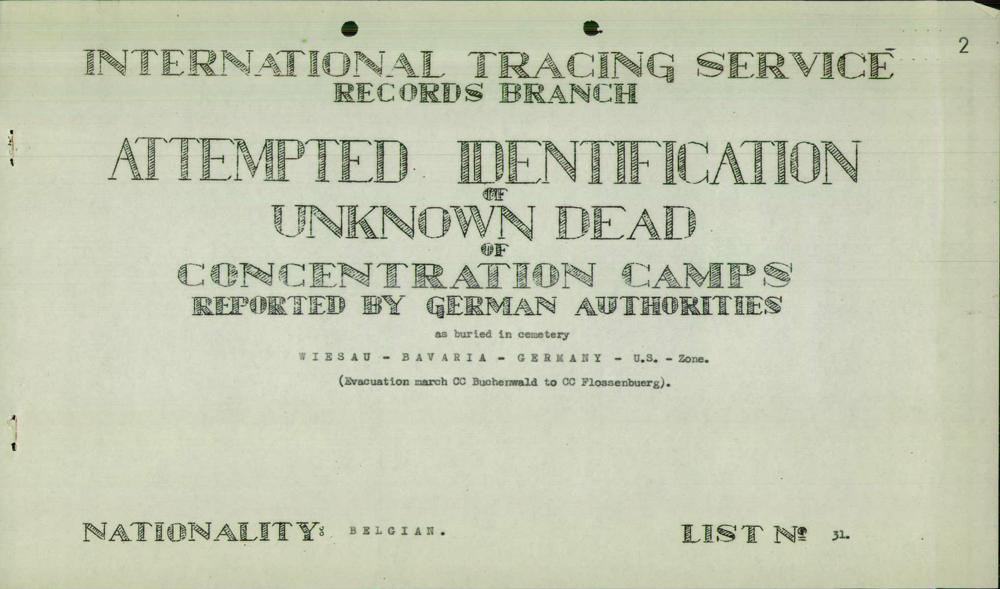 2
INTERNATIONAL TRACING SERVICE
RECORDS BRANCH
ATTEMPTED IDENTIFICATION
OF
UNKNOWN DEAD
OF
CONCENTRATION CAMPS
REPORTED BY GERMAN AUTHORITIES
as buried in cemetery
WIESAU - BAVARIA - GERMANY - U.S. - Zone.
(Evacuation march CC Buchenwald to CC Flossenbuerg).
NATIONALITY: BELGIAN. LIST Nº 31.